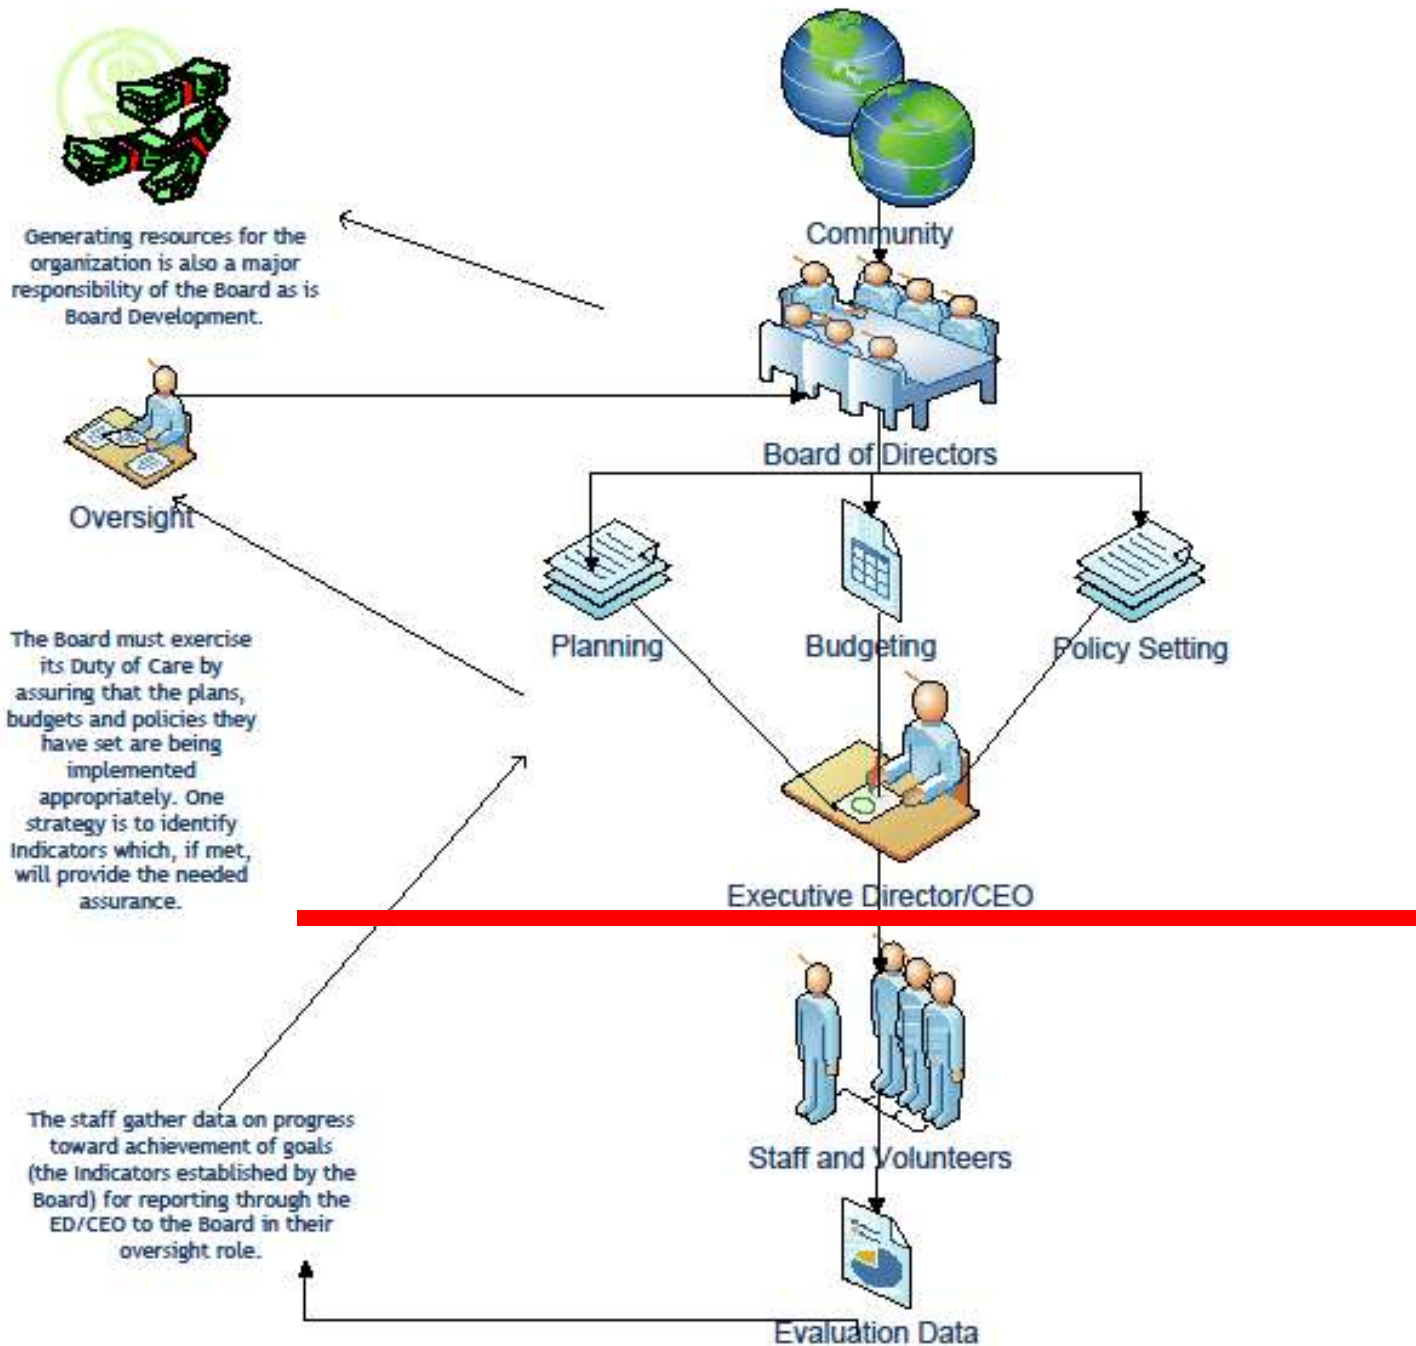 Community
Generating resources for the
organization is also a major
responsibility of the Board as is
Board Development.
Board of Directors
Oversight
Planning
Budgeting
Policy Setting
The Board must exercise
its Duty of Care by
assuring that the plans,
budgets and policies they
have set are being
implemented
appropriately. One
strategy is to identify
Indicators which, if met,
will provide the needed
assurance.
Executive Director/CEO
The staff gather data on progress
toward achievement of goals
(the Indicators established by the
Board) for reporting through the
ED/CEO to the Board in their
oversight role.
Staff and Volunteers
Evaluation Data